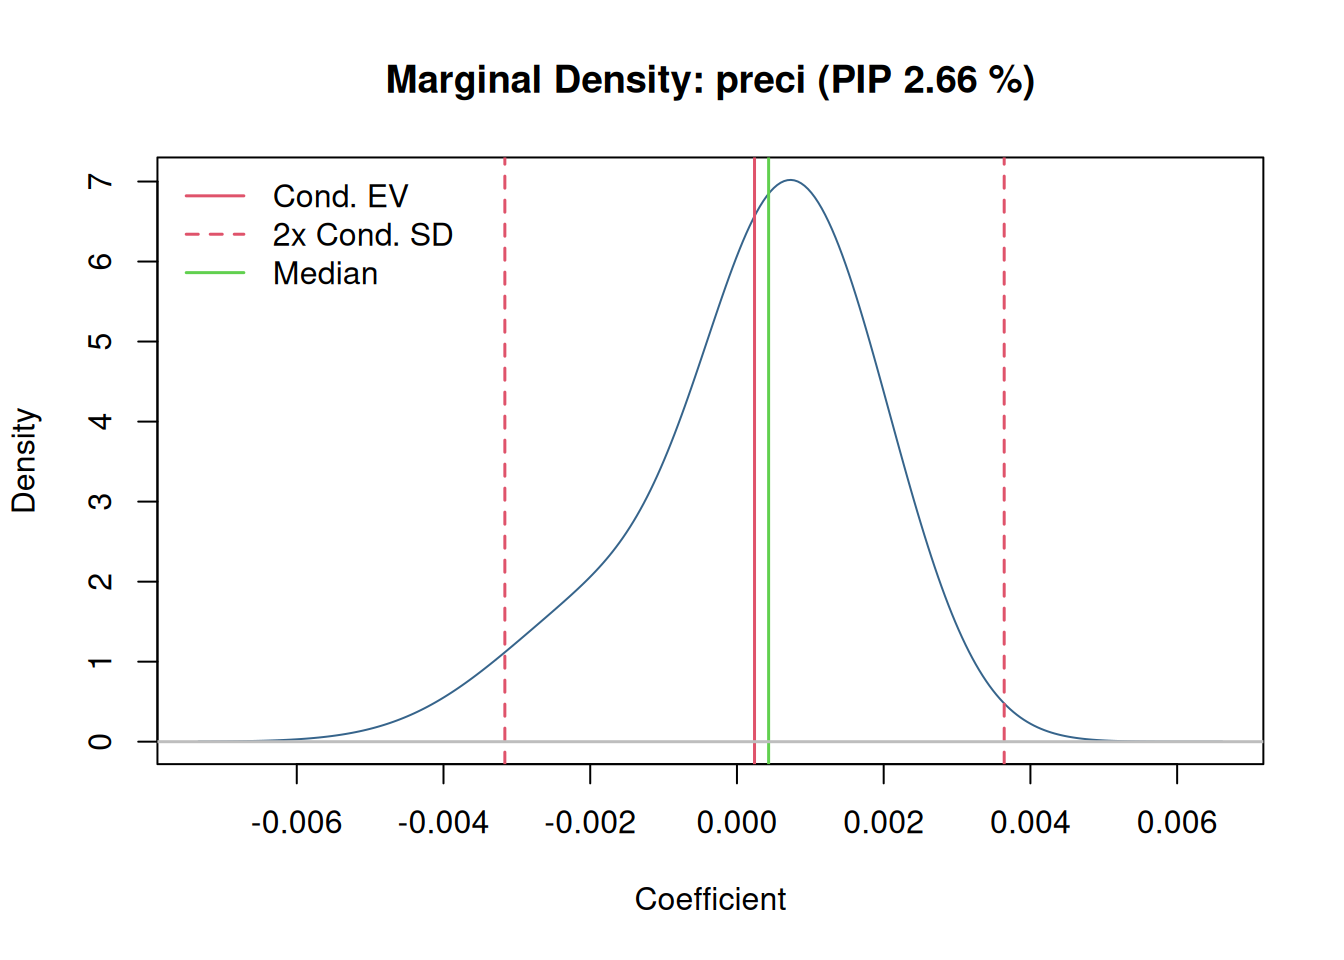 Marginal Density: preci (PIP 2.66 %)
Cond. EV
2x Cond. SD
Median
Density
7
6
5
4
3
2
1
0
-0.006 -0.004 -0.002 0.000 0.002 0.004 0.006
Coefficient